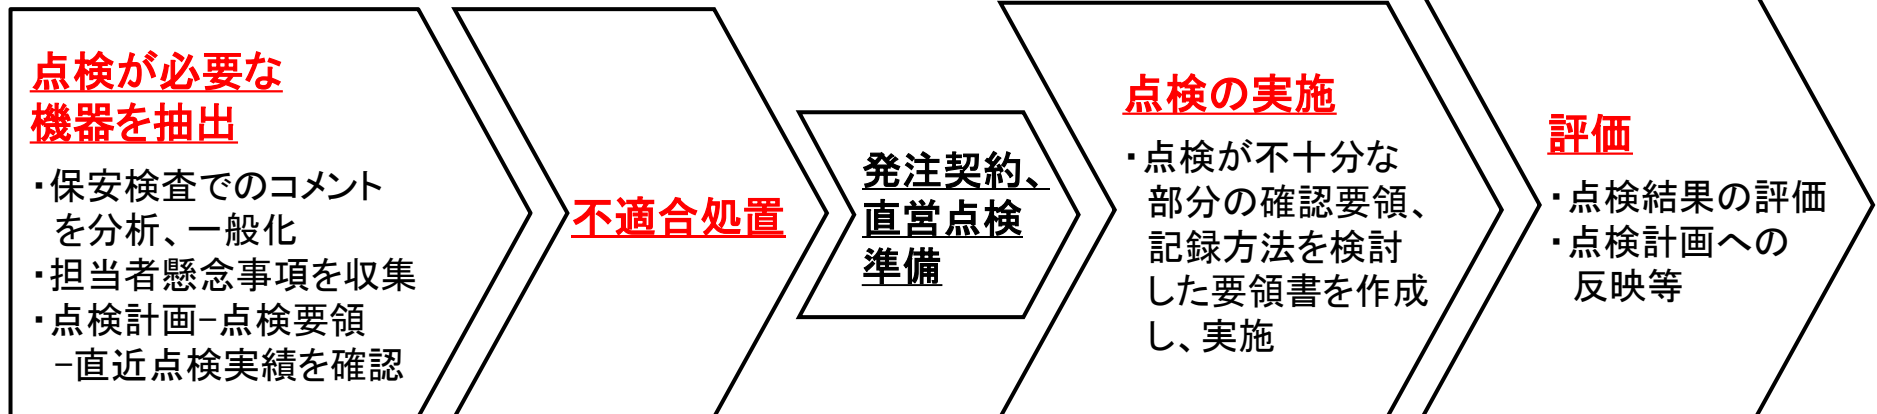 点検が必要な
機器を抽出
・保安検査でのコメント
を分析、一般化
・担当者懸念事項を収集
・点検計画−点検要領
−直近点検実績を確認
不適合処置
発注契約、
直営点検
準備
点検の実施
・点検が不十分な
部分の確認要領、
記録方法を検討
した要領書を作成
し、実施
評価
・点検結果の評価
・点検計画への
反映等